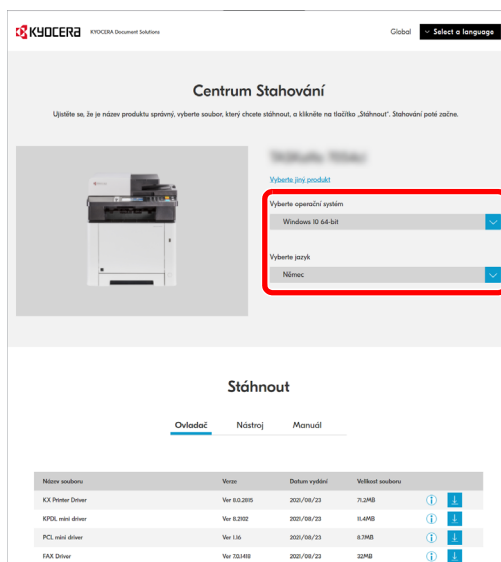 KYOCERA KYOCERA Document Solutions Global Select a language
Centrum Stahování
Ujistěte se, že je název produktu správný, vyberte soubor, který chcete stáhnout, a klikněte na tlačítko „Stáhnout". Stahování poté začne.
Vyberte jiný produkt
Vyberte operační systém
Windows 10 64-bit
Vyberte jazyk
Němec
Stáhnout
Ovladač Nástroj Manuál
Název souboru Verze Datum vydání Velikost souboru
KX Printer Driver Ver 8.0.2815 2021/08/23 71.2MB
KPDL mini driver Ver 8.2102 2021/08/23 11.4MB
PCL mini driver Ver 1.16 2021/08/23 8.7MB
FAX Driver Ver 7.0.1418 2021/08/23 32MB